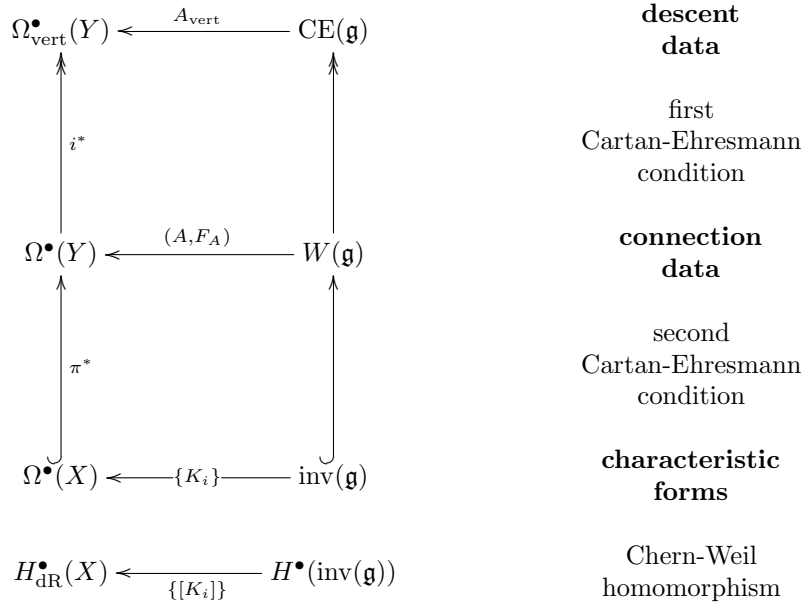 Ω•vert(Y) A_vert CE(𝔤) descent
data
i* first
Cartan-Ehresmann
condition
Ω•(Y) (A,F_A) W(𝔤) connection
data
π* second
Cartan-Ehresmann
condition
Ω•(X) {K_i} inv(𝔤) characteristic
forms
H•dR(X) {[K_i]} H•(inv(𝔤)) Chern-Weil
homomorphism